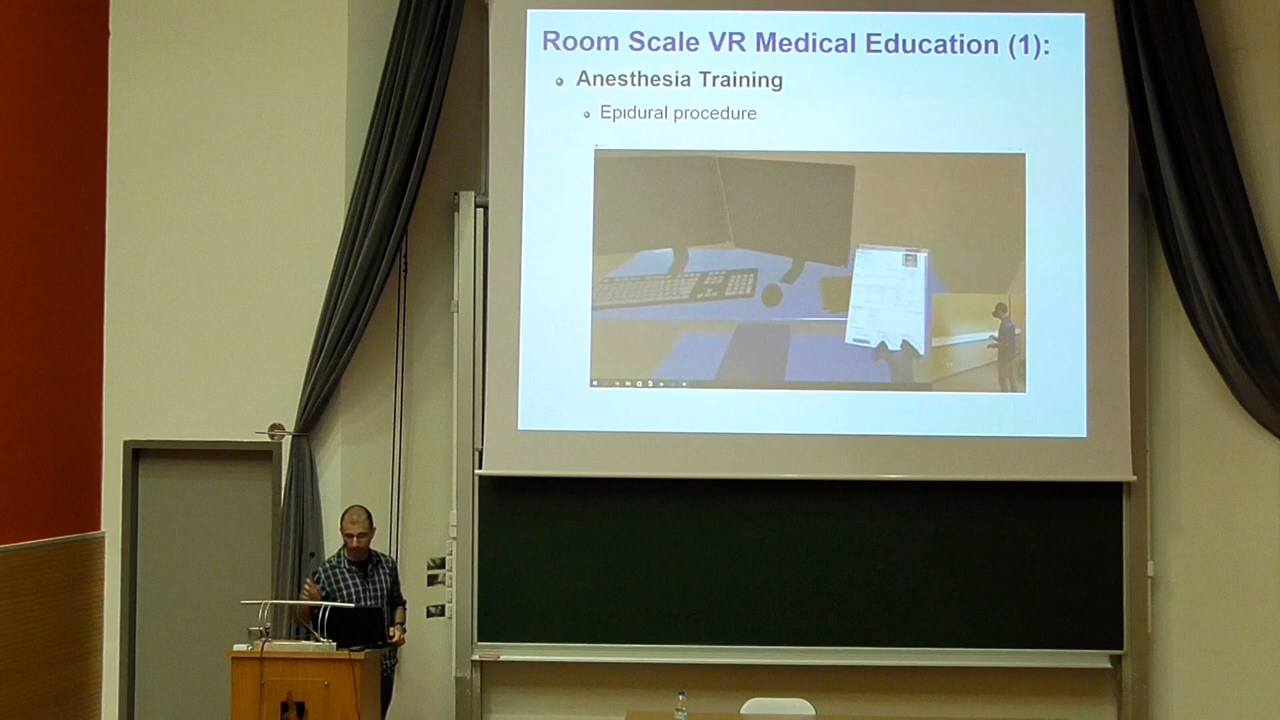 Room Scale VR Medical Education (1):
Anesthesia Training
Epidural procedure